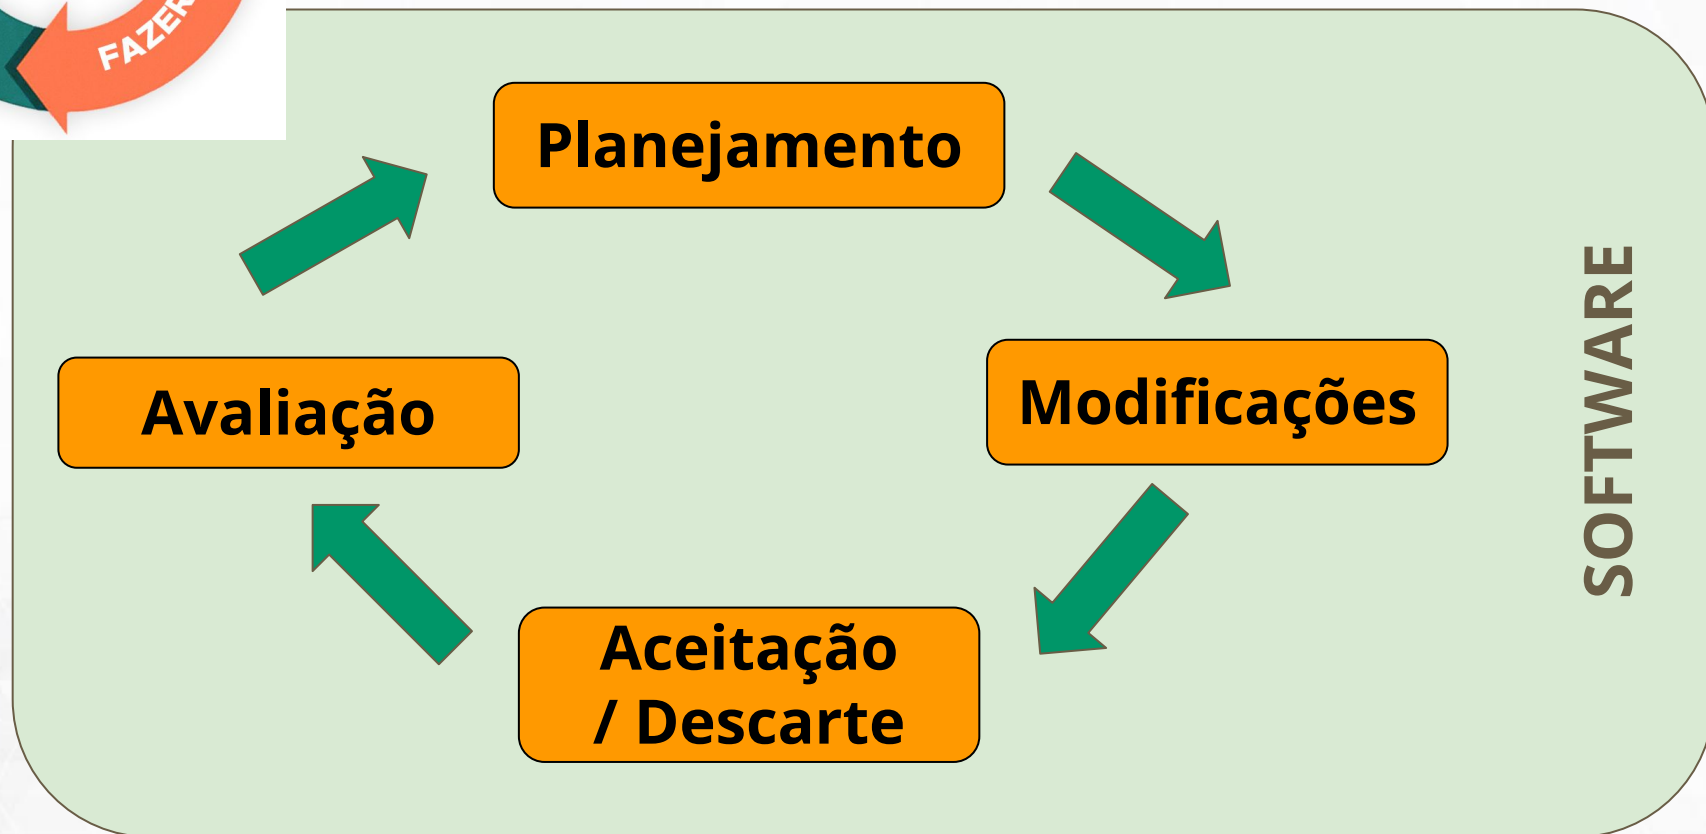 FAZER
Planejamento
Avaliação
Modificações
Aceitação
/ Descarte
SOFTWARE